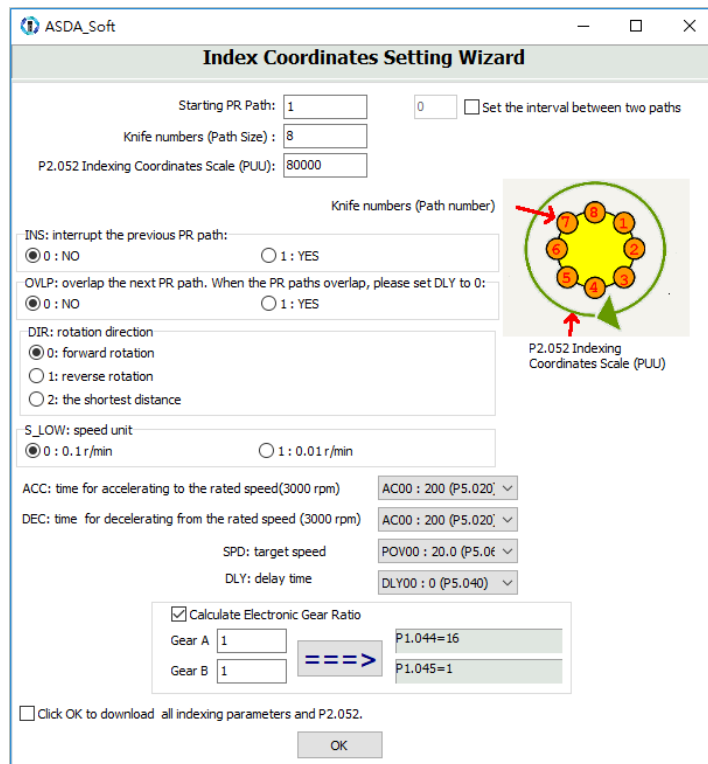 ASDA_Soft
Index Coordinates Setting Wizard
Starting PR Path: 1 0 Set the interval between two paths
Knife numbers (Path Size) : 8
P2.052 Indexing Coordinates Scale (PUU): 80000
Knife numbers (Path number)
8
7 1
6 2
5 3
4
P2.052 Indexing
Coordinates Scale (PUU)
INS: interrupt the previous PR path:
0 : NO 1 : YES
OVLP: overlap the next PR path. When the PR paths overlap, please set DLY to 0:
0 : NO 1 : YES
DIR: rotation direction
0: forward rotation
1: reverse rotation
2: the shortest distance
S_LOW: speed unit
0 : 0.1 r/min 1 : 0.01 r/min
ACC: time for accelerating to the rated speed(3000 rpm) AC00 : 200 (P5.020)
DEC: time for decelerating from the rated speed (3000 rpm) AC00 : 200 (P5.020)
SPD: target speed POV00 : 20.0 (P5.06
DLY: delay time DLY00 : 0 (P5.040)
Calculate Electronic Gear Ratio
Gear A 1 P1.044=16
===>
Gear B 1 P1.045=1
Click OK to download all indexing parameters and P2.052.
OK